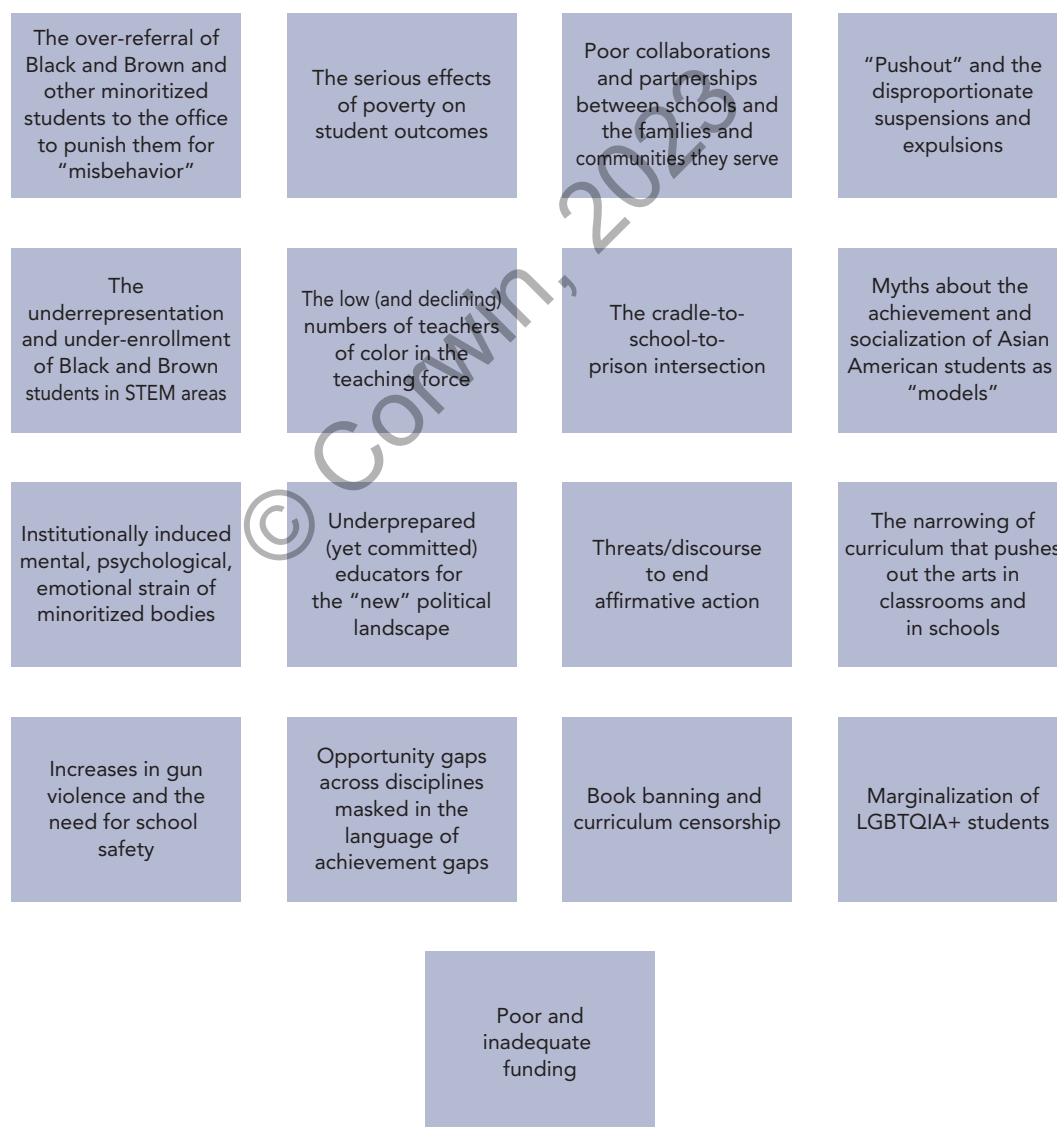 The over-referral of
Black and Brown and
other minoritized
students to the office
to punish them for
“misbehavior”
The serious effects
of poverty on
student outcomes
Poor collaborations
and partnerships
between schools and
the families and
communities they serve
“Pushout” and the
disproportionate
suspensions and
expulsions
The
underrepresentation
and under-enrollment
of Black and Brown
students in STEM areas
The low (and declining)
numbers of teachers
of color in the
teaching force
The cradle-to-
school-to-
prison intersection
Myths about the
achievement and
socialization of Asian
American students as
“models”
Institutionally induced
mental, psychological,
emotional strain of
minoritized bodies
Underprepared
(yet committed)
educators for
the “new” political
landscape
Threats/discourse
to end
affirmative action
The narrowing of
curriculum that pushes
out the arts in
classrooms and
in schools
Increases in gun
violence and the
need for school
safety
Opportunity gaps
across disciplines
masked in the
language of
achievement gaps
Book banning and
curriculum censorship
Marginalization of
LGBTQIA+ students
Poor and
inadequate
funding
© Corwin, 2023